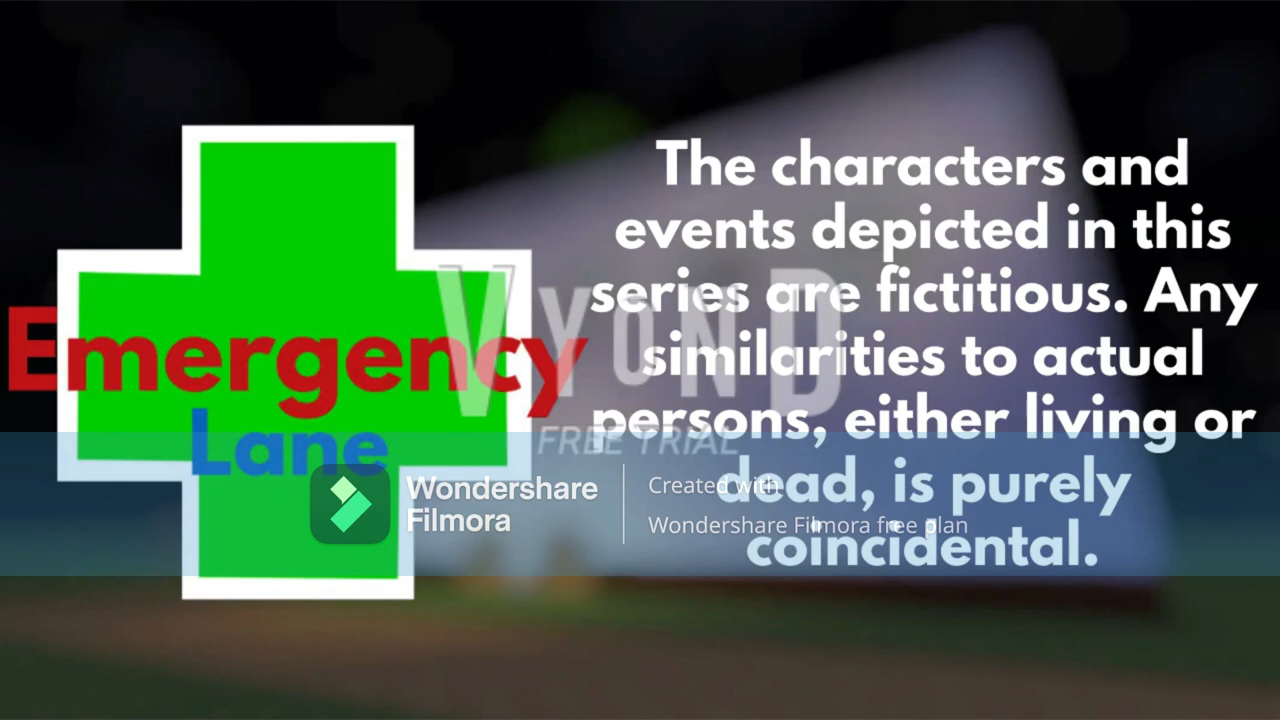 Emergency
Lane
The characters and
events depicted in this
series are fictitious. Any
similarities to actual
persons, either living or
dead, is purely
coincidental.
VYOND
FREE TRIAL
Wondershare
Filmora
Created with
Wondershare Filmora free plan